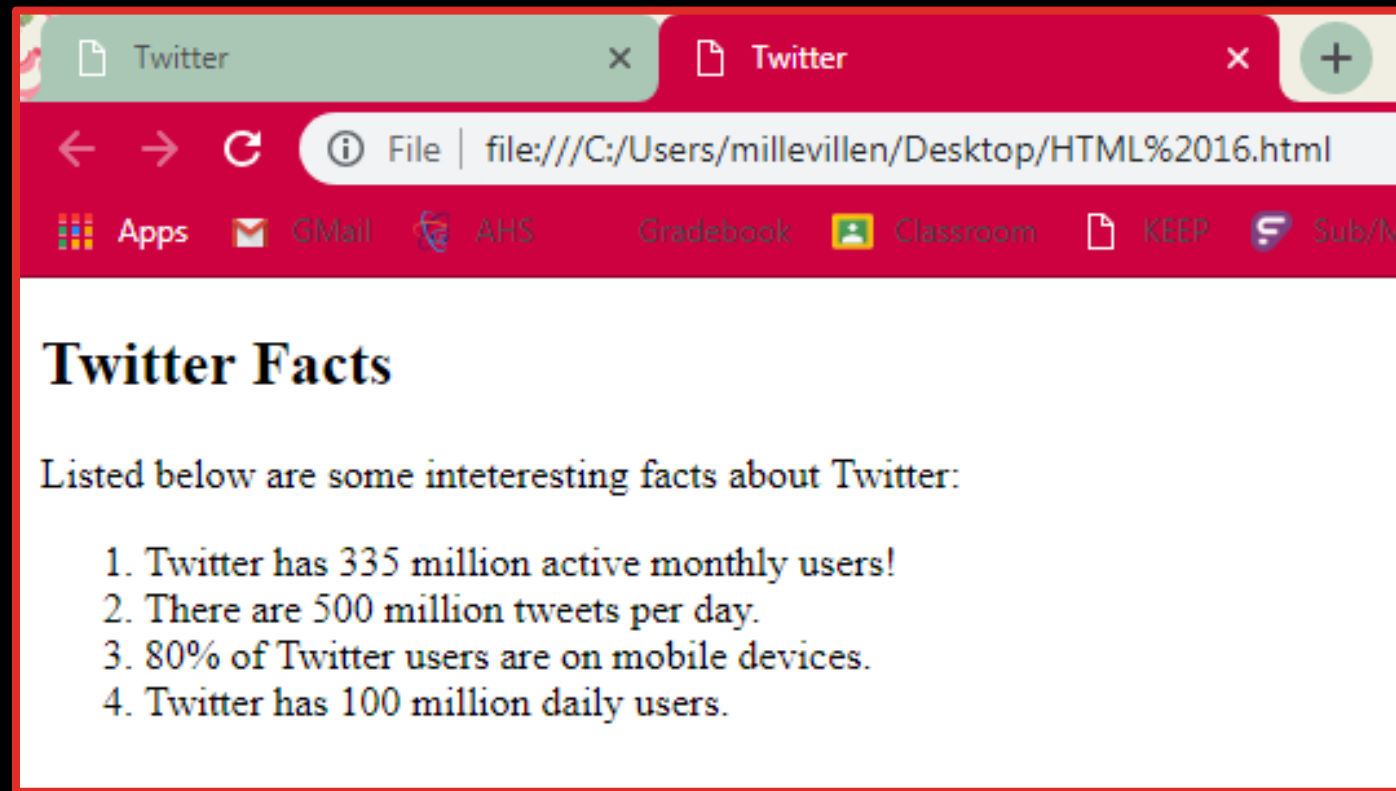 Twitter
Twitter
File file:///C:/Users/millevillen/Desktop/HTML%2016.html
Apps GMail AHS Gradebook Classroom KEEP Sub/M
Twitter Facts
Listed below are some inteteresting facts about Twitter:
1. Twitter has 335 million active monthly users!
2. There are 500 million tweets per day.
3. 80% of Twitter users are on mobile devices.
4. Twitter has 100 million daily users.